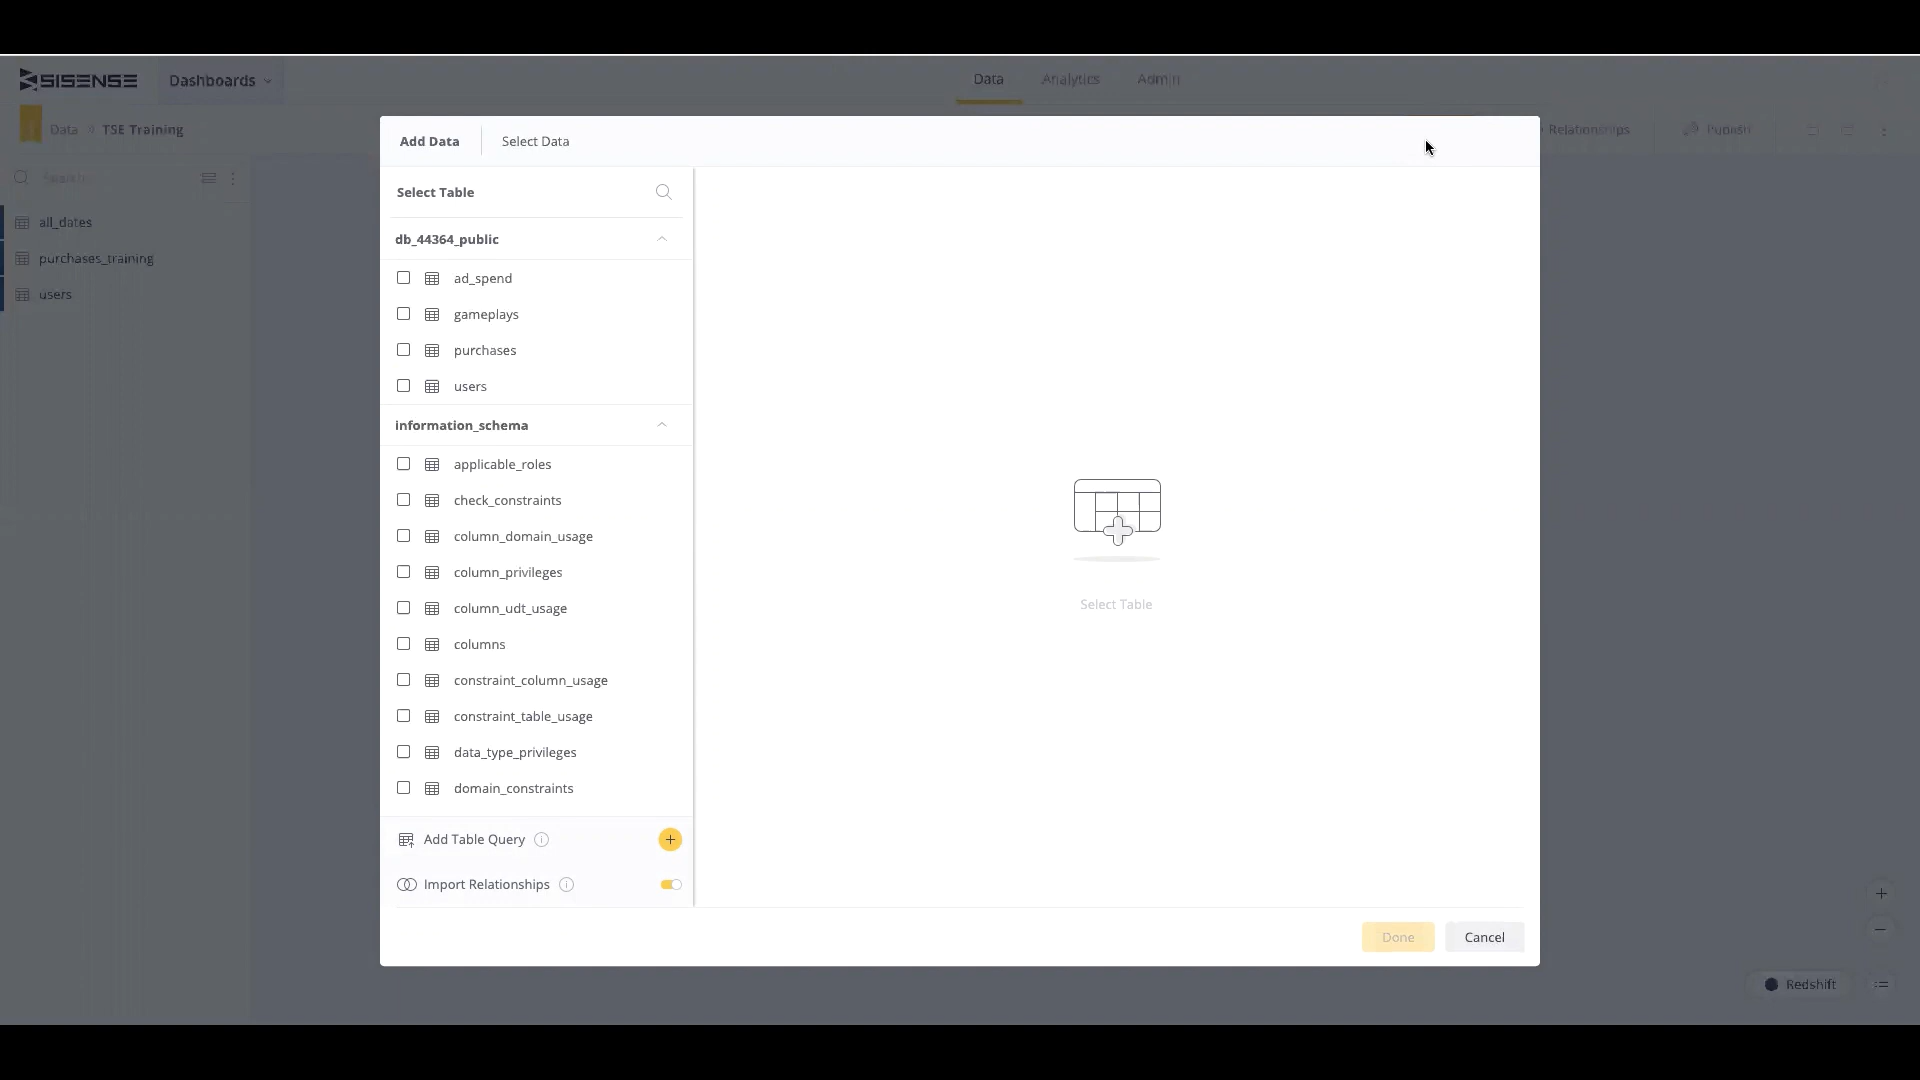 SISENSE Dashboards Data Analytics Admin
Data » TSE Training Relationships Publish
Search
all_dates
purchases_training
users
Add Data Select Data
Select Table
db_44364_public
ad_spend
gameplays
purchases
users
information_schema
applicable_roles
check_constraints
column_domain_usage
column_privileges
column_udt_usage
columns
constraint_column_usage
constraint_table_usage
data_type_privileges
domain_constraints
Add Table Query
Import Relationships
Select Table
Done Cancel
Redshift